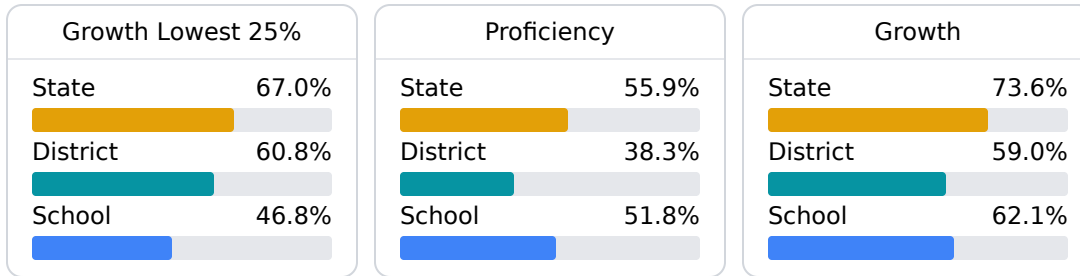 Growth Lowest 25%
State 67.0%
District 60.8%
School 46.8%
Proficiency
State 55.9%
District 38.3%
School 51.8%
Growth
State 73.6%
District 59.0%
School 62.1%